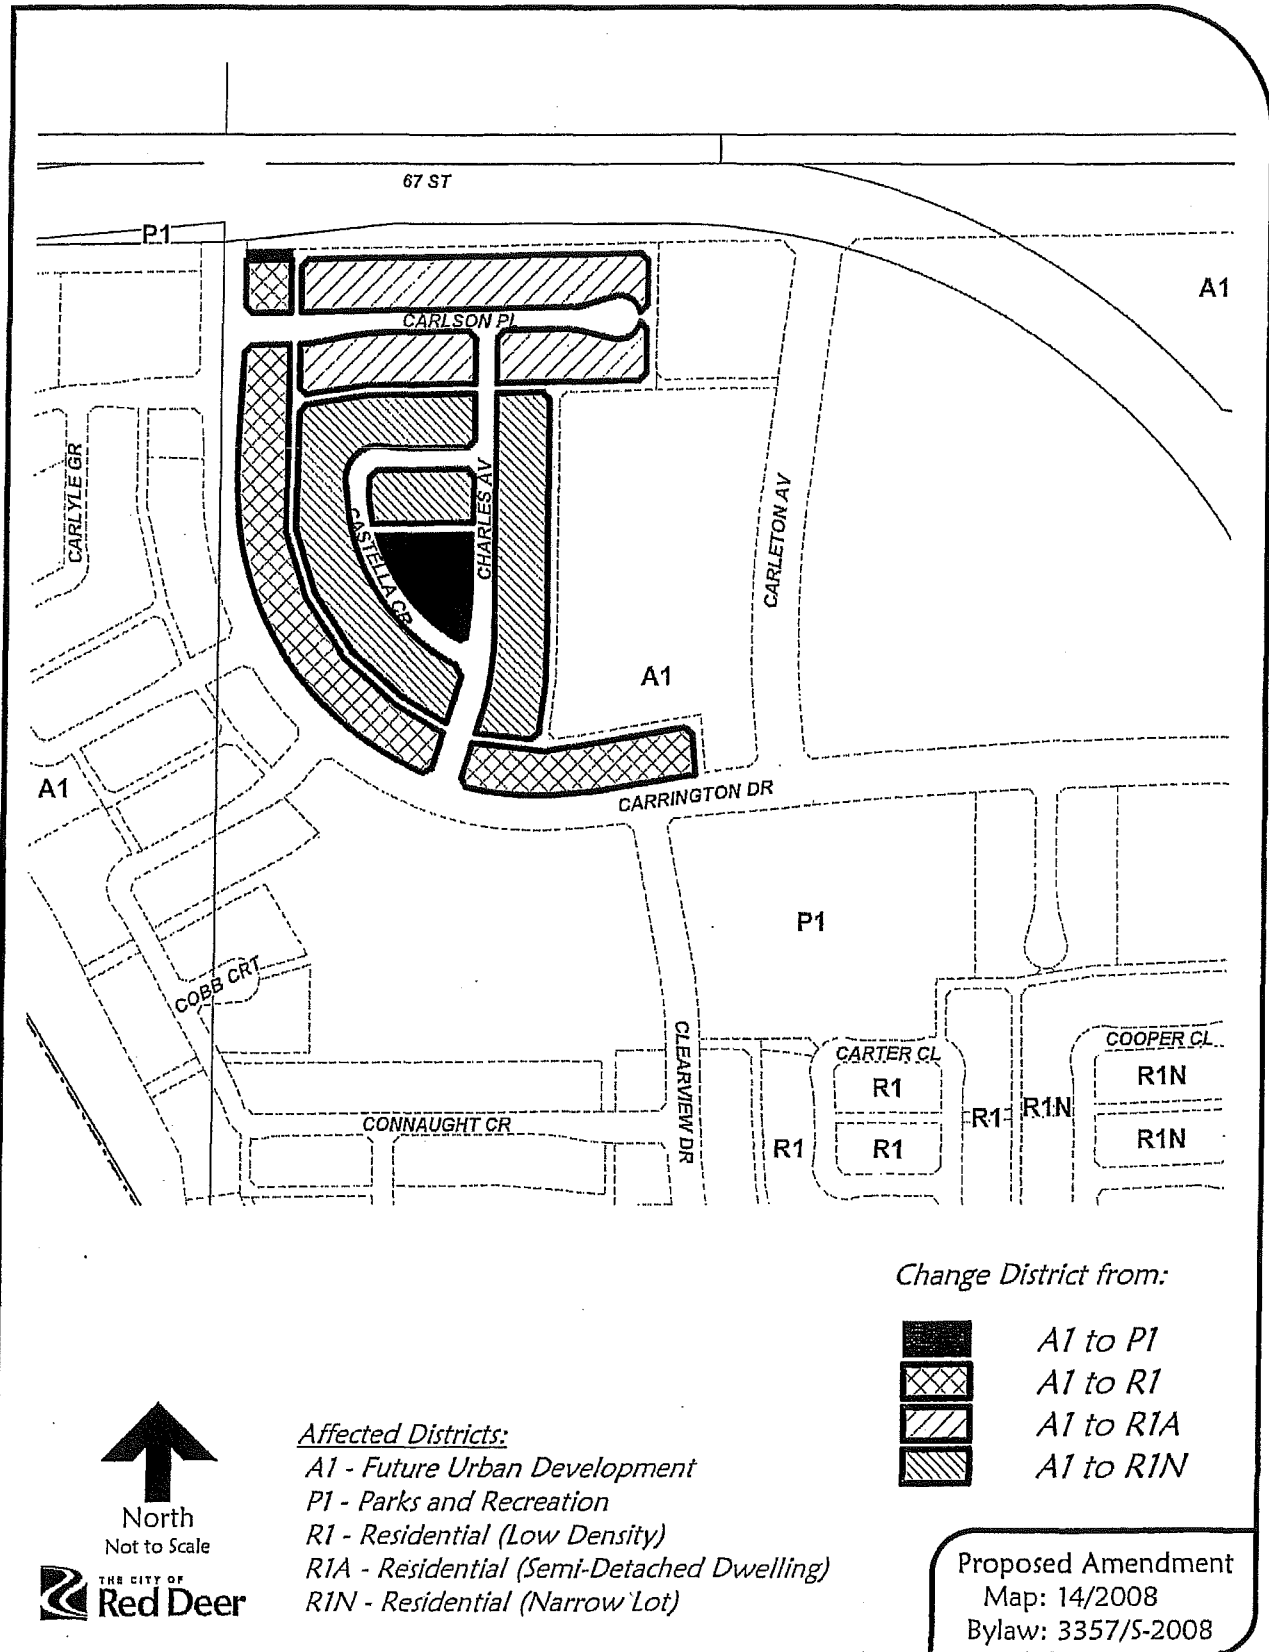 67 ST
P1
A1
CARLSON PL
CARLYLE GR
CASTELLA CR
CHARLES AV
CARLETON AV
A1
A1
CARRINGTON DR
P1
COBB CRT
CLEARVIEW DR
CARTER CL
COOPER CL
R1
R1N
R1
R1N
R1N
CONNAUGHT CR
R1
R1
Change District from:
A1 to P1
A1 to R1
A1 to R1A
A1 to R1N
North
Not to Scale
THE CITY OF
Red Deer
Affected Districts:
A1 - Future Urban Development
P1 - Parks and Recreation
R1 - Residential (Low Density)
R1A - Residential (Semi-Detached Dwelling)
R1N - Residential (Narrow Lot)
Proposed Amendment
Map: 14/2008
Bylaw: 3357/S-2008